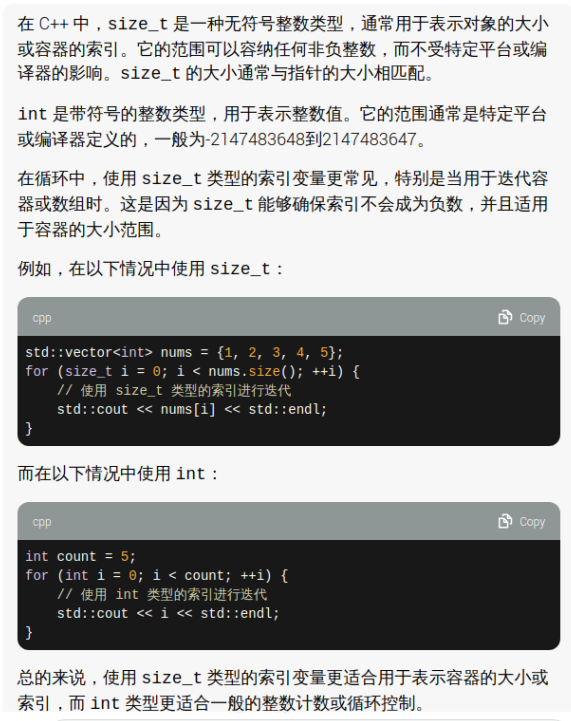 在 C++ 中，size_t 是一种无符号整数类型，通常用于表示对象的大小
或容器的索引。它的范围可以容纳任何非负整数，而不受特定平台或编
译器的影响。size_t 的大小通常与指针的大小相匹配。
int 是带符号的整数类型，用于表示整数值。它的范围通常是特定平台
或编译器定义的，一般为-2147483648到2147483647。
在循环中，使用 size_t 类型的索引变量更常见，特别是当用于迭代容
器或数组时。这是因为 size_t 能够确保索引不会成为负数，并且适用
于容器的大小范围。
例如，在以下情况中使用 size_t：
cpp Copy
std::vector<int> nums = {1, 2, 3, 4, 5};
for (size_t i = 0; i < nums.size(); ++i) {
    // 使用 size_t 类型的索引进行迭代
    std::cout << nums[i] << std::endl;
}
而在以下情况中使用 int：
cpp Copy
int count = 5;
for (int i = 0; i < count; ++i) {
    // 使用 int 类型的索引进行迭代
    std::cout << i << std::endl;
}
总的来说，使用 size_t 类型的索引变量更适合用于表示容器的大小或
索引，而 int 类型更适合一般的整数计数或循环控制。